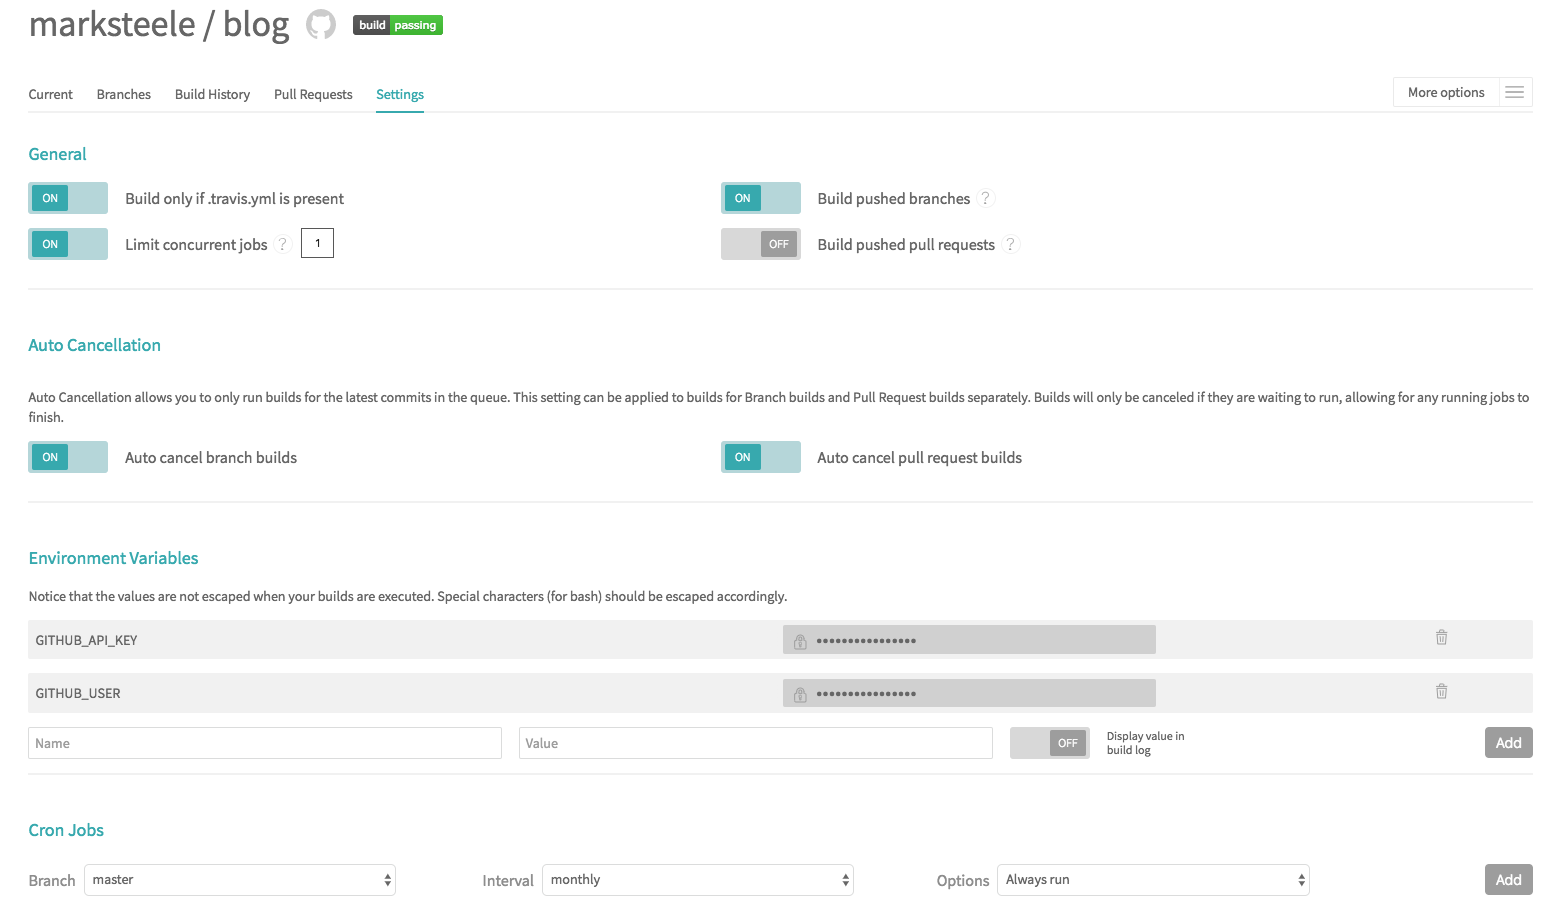 marksteele / blog build passing
Current Branches Build History Pull Requests Settings More options
General
ON Build only if .travis.yml is present ON Build pushed branches ?
ON Limit concurrent jobs ? 1 OFF Build pushed pull requests ?
Auto Cancellation
Auto Cancellation allows you to only run builds for the latest commits in the queue. This setting can be applied to builds for Branch builds and Pull Request builds separately. Builds will only be canceled if they are waiting to run, allowing for any running jobs to
finish.
ON Auto cancel branch builds ON Auto cancel pull request builds
Environment Variables
Notice that the values are not escaped when your builds are executed. Special characters (for bash) should be escaped accordingly.
GITHUB_API_KEY ••••••••••••••••
GITHUB_USER ••••••••••••••••
Name Value OFF Display value in
build log Add
Cron Jobs
Branch master Interval monthly Options Always run Add